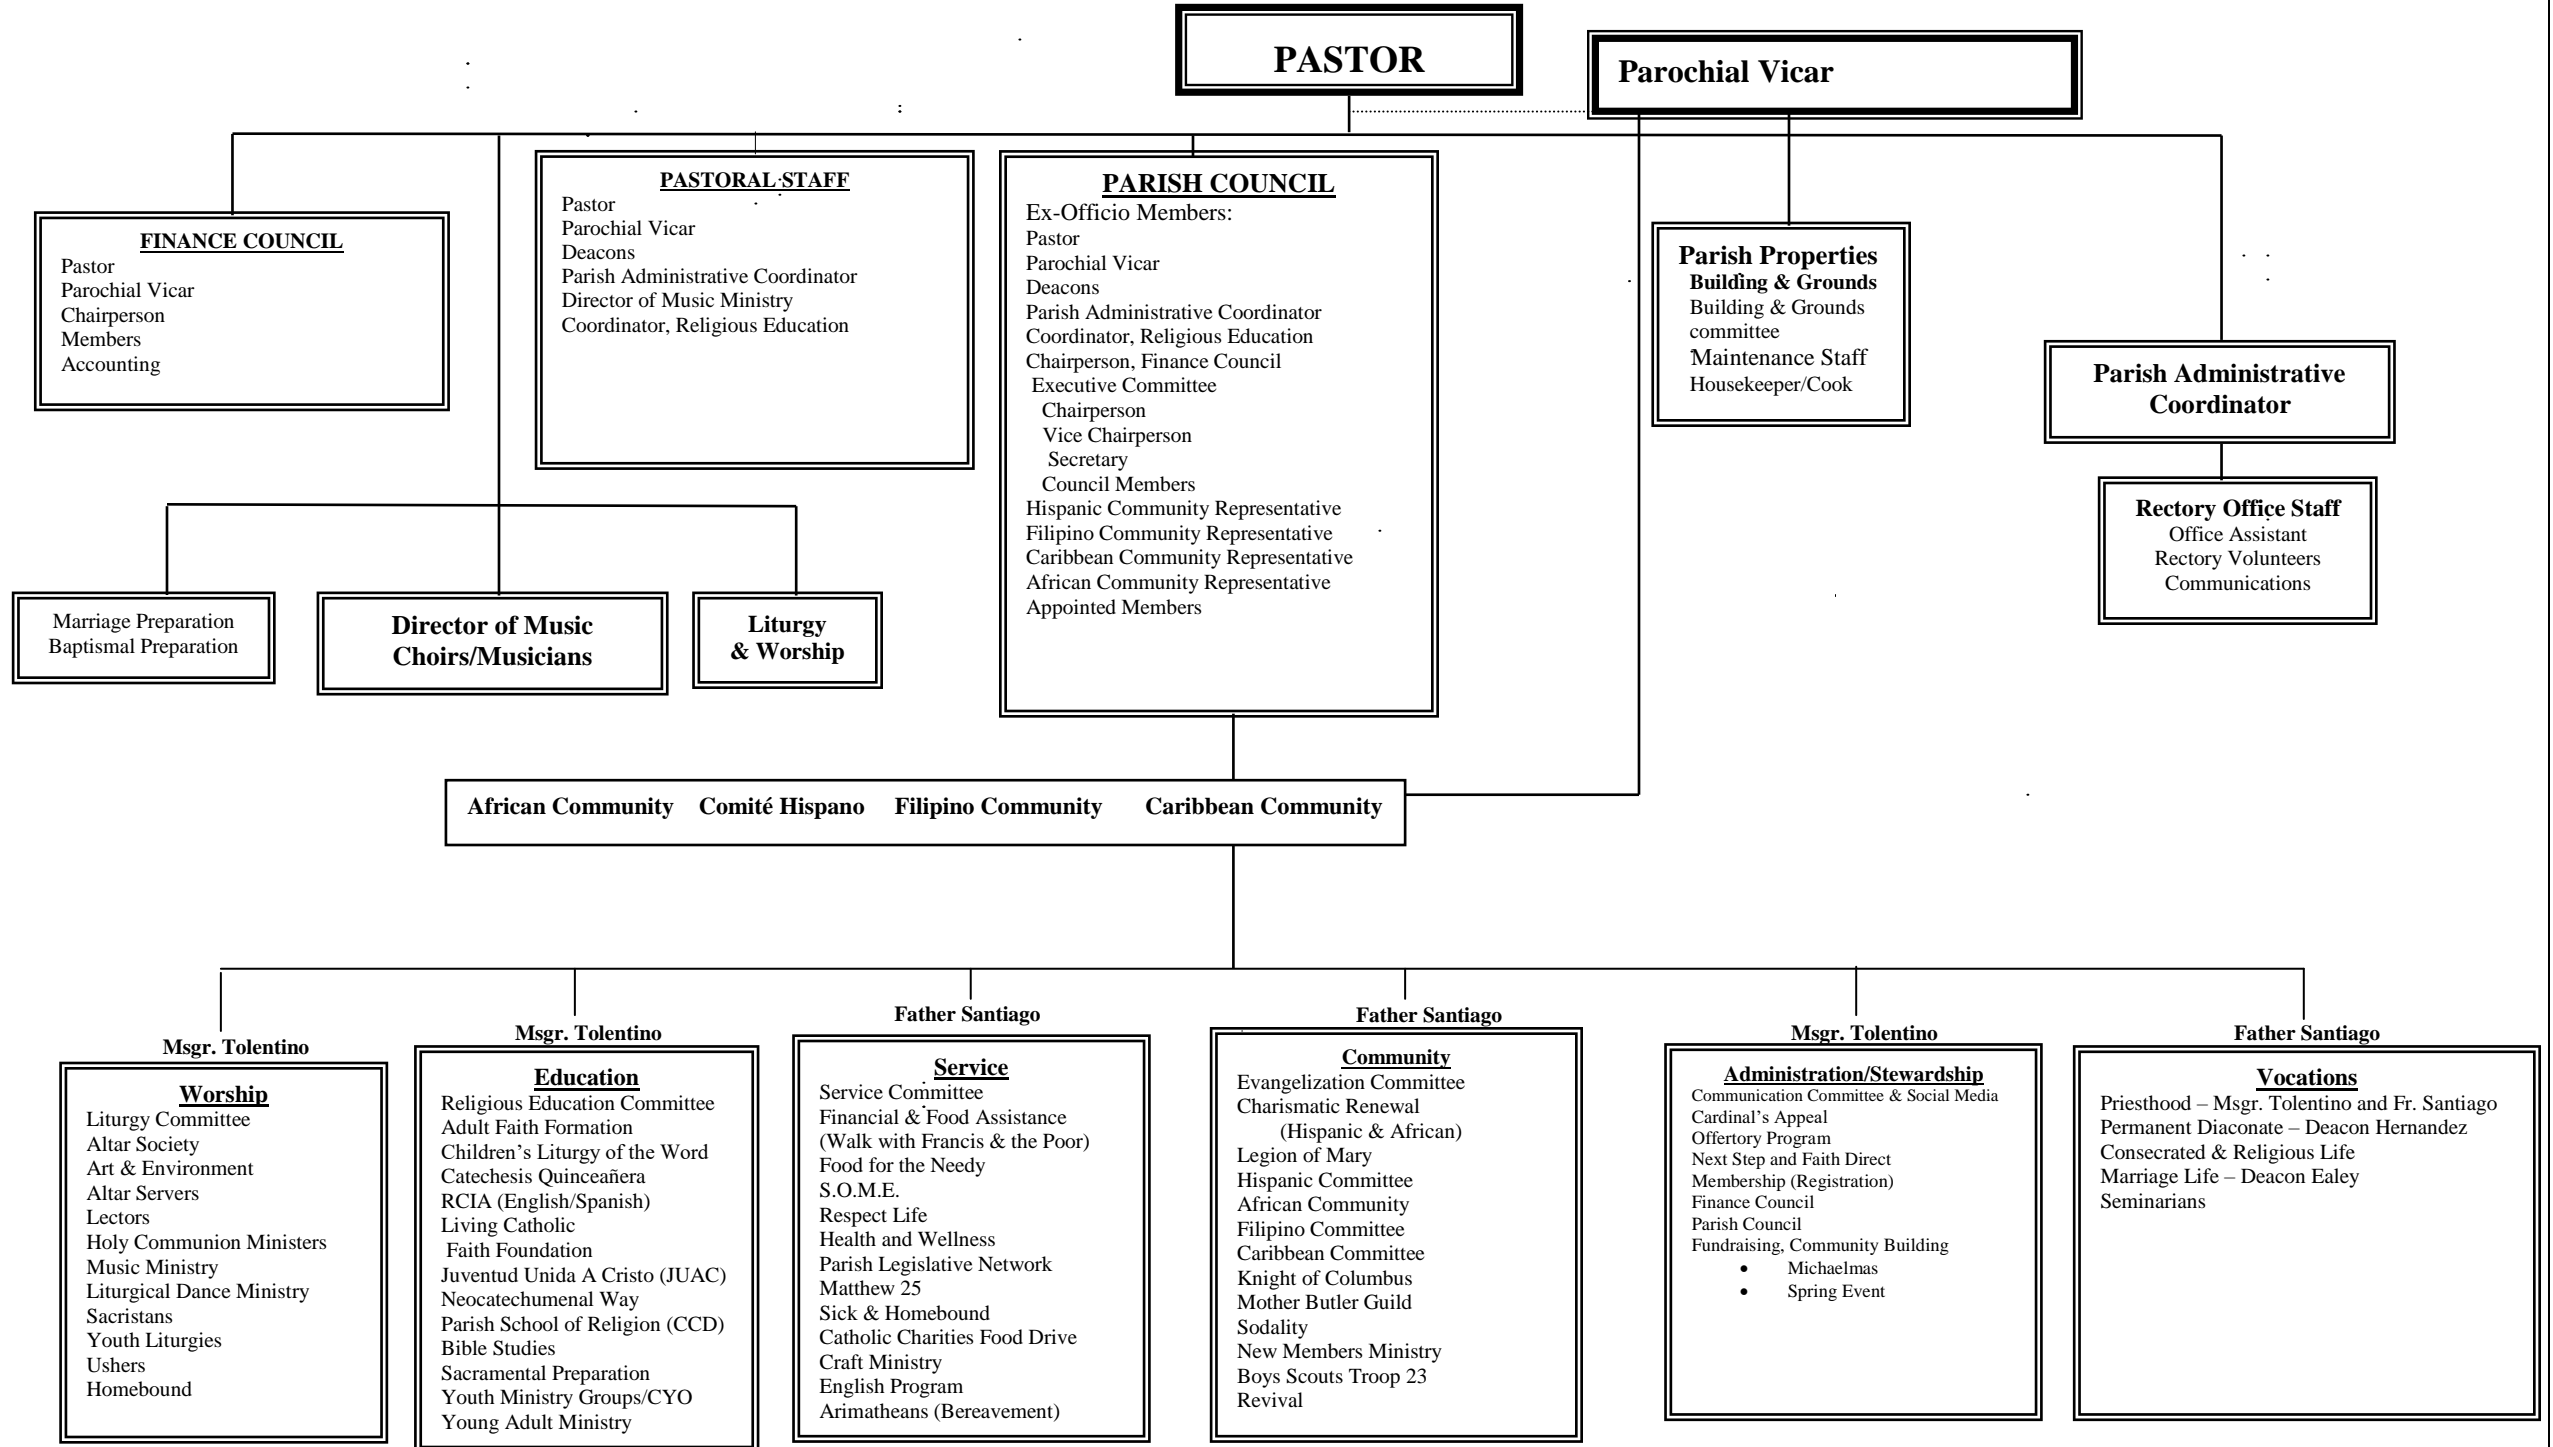 PASTOR
Parochial Vicar
FINANCE COUNCIL
Pastor
Parochial Vicar
Chairperson
Members
Accounting
PASTORAL STAFF
Pastor
Parochial Vicar
Deacons
Parish Administrative Coordinator
Director of Music Ministry
Coordinator, Religious Education
PARISH COUNCIL
Ex-Officio Members:
Pastor
Parochial Vicar
Deacons
Parish Administrative Coordinator
Coordinator, Religious Education
Chairperson, Finance Council
Executive Committee
Chairperson
Vice Chairperson
Secretary
Council Members
Hispanic Community Representative
Filipino Community Representative
Caribbean Community Representative
African Community Representative
Appointed Members
Parish Properties
Building & Grounds
Building & Grounds
committee
Maintenance Staff
Housekeeper/Cook
Parish Administrative
Coordinator
Rectory Office Staff
Office Assistant
Rectory Volunteers
Communications
Marriage Preparation
Baptismal Preparation
Director of Music
Choirs/Musicians
Liturgy
& Worship
African Community Comité Hispano Filipino Community Caribbean Community
Msgr. Tolentino
Worship
Liturgy Committee
Altar Society
Art & Environment
Altar Servers
Lectors
Holy Communion Ministers
Music Ministry
Liturgical Dance Ministry
Sacristans
Youth Liturgies
Ushers
Homebound
Msgr. Tolentino
Education
Religious Education Committee
Adult Faith Formation
Children’s Liturgy of the Word
Catechesis Quinceañera
RCIA (English/Spanish)
Living Catholic
Faith Foundation
Juventud Unida A Cristo (JUAC)
Neocatechumenal Way
Parish School of Religion (CCD)
Bible Studies
Sacramental Preparation
Youth Ministry Groups/CYO
Young Adult Ministry
Father Santiago
Service
Service Committee
Financial & Food Assistance
(Walk with Francis & the Poor)
Food for the Needy
S.O.M.E.
Respect Life
Health and Wellness
Parish Legislative Network
Matthew 25
Sick & Homebound
Catholic Charities Food Drive
Craft Ministry
English Program
Arimatheans (Bereavement)
Father Santiago
Community
Evangelization Committee
Charismatic Renewal
(Hispanic & African)
Legion of Mary
Hispanic Committee
African Community
Filipino Committee
Caribbean Committee
Knight of Columbus
Mother Butler Guild
Sodality
New Members Ministry
Boys Scouts Troop 23
Revival
Msgr. Tolentino
Administration/Stewardship
Communication Committee & Social Media
Cardinal’s Appeal
Offertory Program
Next Step and Faith Direct
Membership (Registration)
Finance Council
Parish Council
Fundraising, Community Building
• Michaelmas
• Spring Event
Father Santiago
Vocations
Priesthood – Msgr. Tolentino and Fr. Santiago
Permanent Diaconate – Deacon Hernandez
Consecrated & Religious Life
Marriage Life – Deacon Ealey
Seminarians